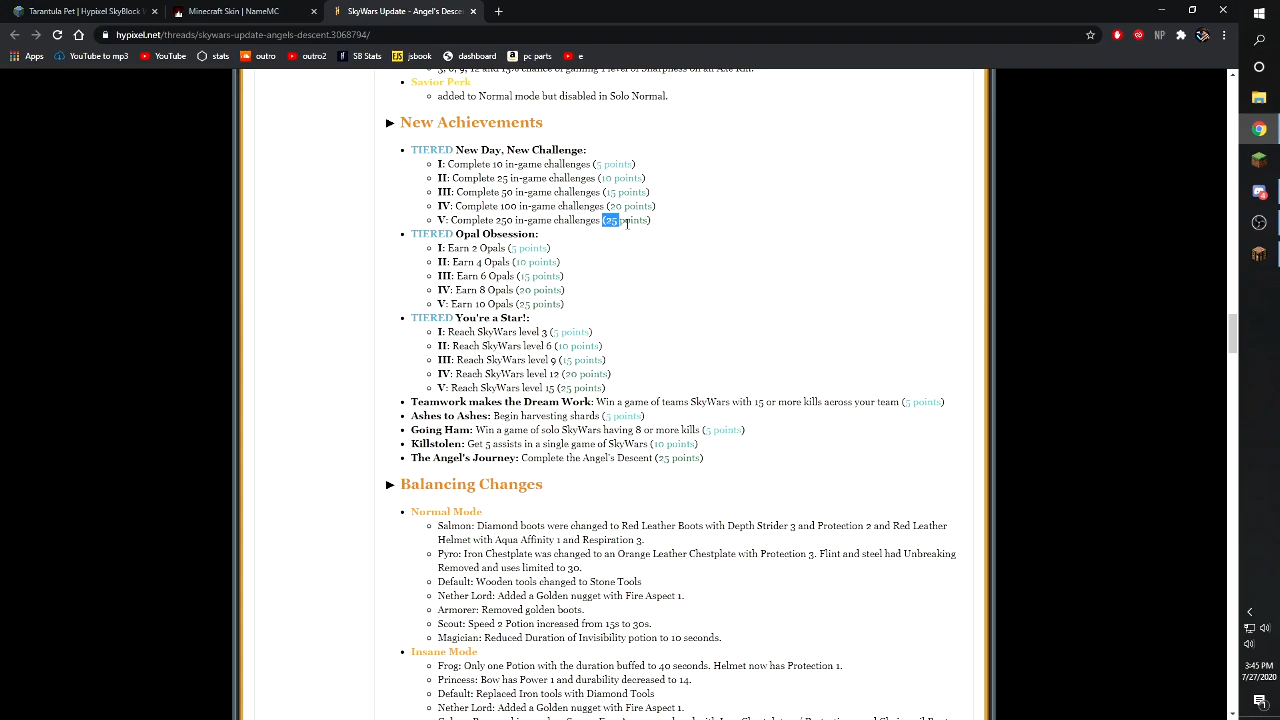 Tarantula Pet | Hypixel SkyBlock
Minecraft Skin | NameMC
SkyWars Update - Angel's Descent
hypixel.net/threads/skywars-update-angels-descent.3068794/
Apps YouTube to mp3 YouTube stats outro outro2 SB Stats jsbook dashboard pc parts e
Savior Perk
added to Normal mode but disabled in Solo Normal.
New Achievements
TIERED New Day, New Challenge:
I: Complete 10 in-game challenges (5 points)
II: Complete 25 in-game challenges (10 points)
III: Complete 50 in-game challenges (15 points)
IV: Complete 100 in-game challenges (20 points)
V: Complete 250 in-game challenges (25 points)
TIERED Opal Obsession:
I: Earn 2 Opals (5 points)
II: Earn 4 Opals (10 points)
III: Earn 6 Opals (15 points)
IV: Earn 8 Opals (20 points)
V: Earn 10 Opals (25 points)
TIERED You're a Star!:
I: Reach SkyWars level 3 (5 points)
II: Reach SkyWars level 6 (10 points)
III: Reach SkyWars level 9 (15 points)
IV: Reach SkyWars level 12 (20 points)
V: Reach SkyWars level 15 (25 points)
Teamwork makes the Dream Work: Win a game of teams SkyWars with 15 or more kills across your team (5 points)
Ashes to Ashes: Begin harvesting shards (5 points)
Going Ham: Win a game of solo SkyWars having 8 or more kills (5 points)
Killstolen: Get 5 assists in a single game of SkyWars (10 points)
The Angel's Journey: Complete the Angel's Descent (25 points)
Balancing Changes
Normal Mode
Salmon: Diamond boots were changed to Red Leather Boots with Depth Strider 3 and Protection 2 and Red Leather
Helmet with Aqua Affinity 1 and Respiration 3.
Pyro: Iron Chestplate was changed to an Orange Leather Chestplate with Protection 3. Flint and steel had Unbreaking
Removed and uses limited to 30.
Default: Wooden tools changed to Stone Tools
Nether Lord: Added a Golden nugget with Fire Aspect 1.
Armorer: Removed golden boots.
Scout: Speed 2 Potion increased from 15s to 30s.
Magician: Reduced Duration of Invisibility potion to 10 seconds.
Insane Mode
Frog: Only one Potion with the duration buffed to 40 seconds. Helmet now has Protection 1.
Princess: Bow has Power 1 and durability decreased to 14.
Default: Replaced Iron tools with Diamond Tools
Nether Lord: Added a Golden nugget with Fire Aspect 1.
3:45 PM
7/27/2020